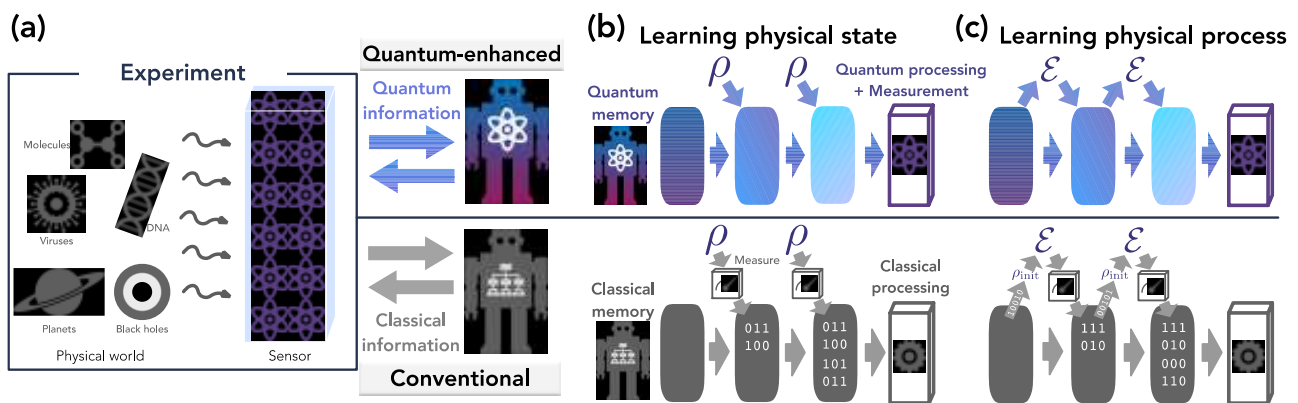 (a)
Experiment
Molecules
Viruses
DNA
Planets
Black holes
Physical world
Sensor
Quantum-enhanced
Quantum
information
Classical
information
Conventional
(b)
Learning physical state
ρ
ρ
Quantum
memory
Quantum processing
+ Measurement
ρ
ρ
Measure
Classical
memory
Classical
processing
011
100
011
100
101
011
(c)
Learning physical process
ℰ
ℰ
ℰ
ℰ
ρinit
ρinit
10010
00101
111
010
111
010
000
110